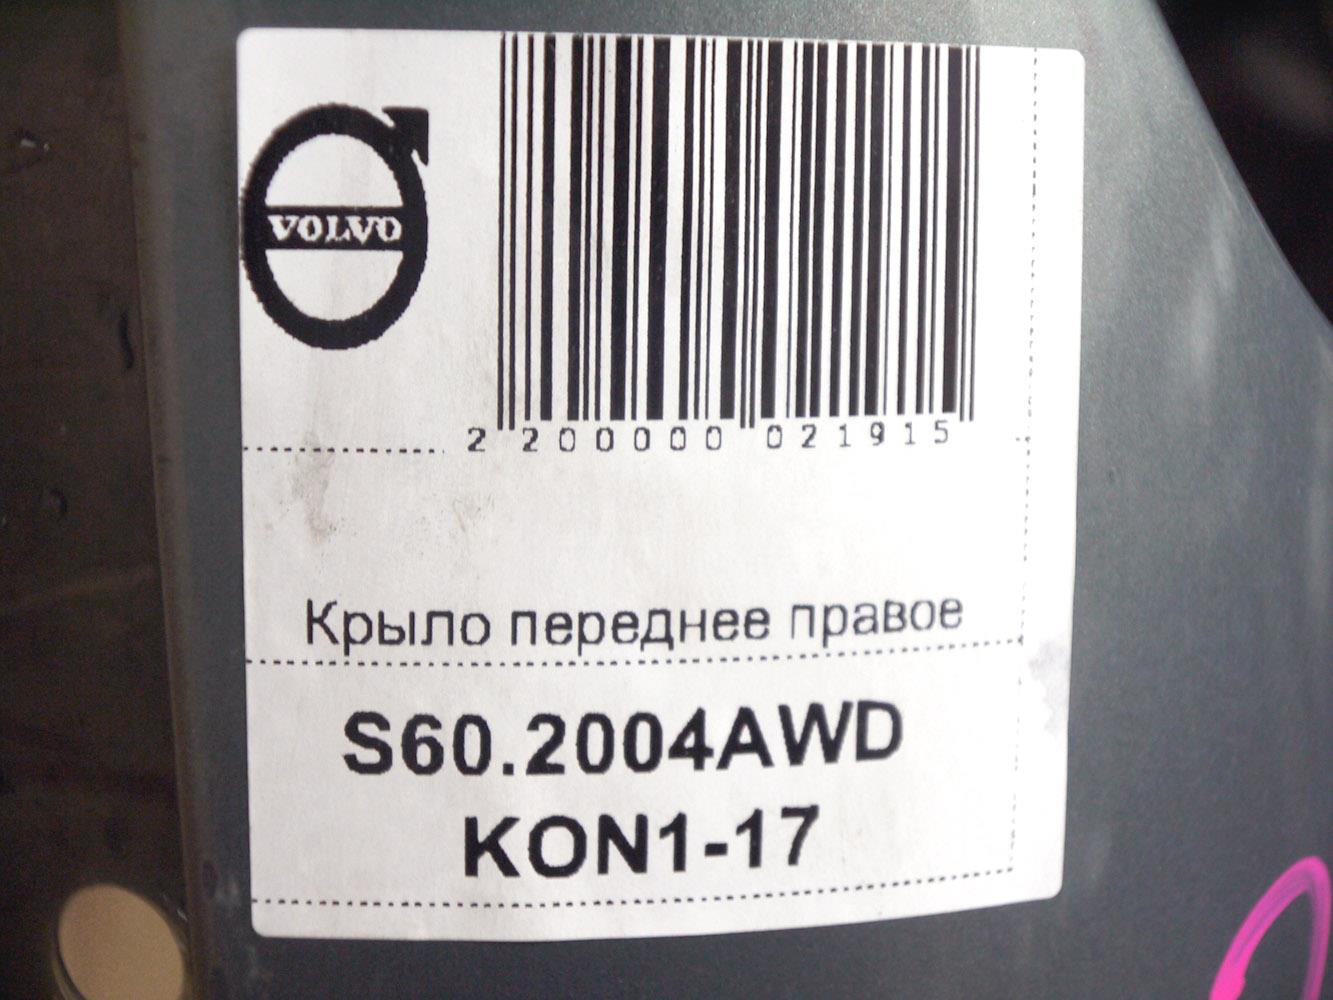 VOLVO
2 200000 021915
Крыло переднее правое
S60.2004AWD
KON1-17